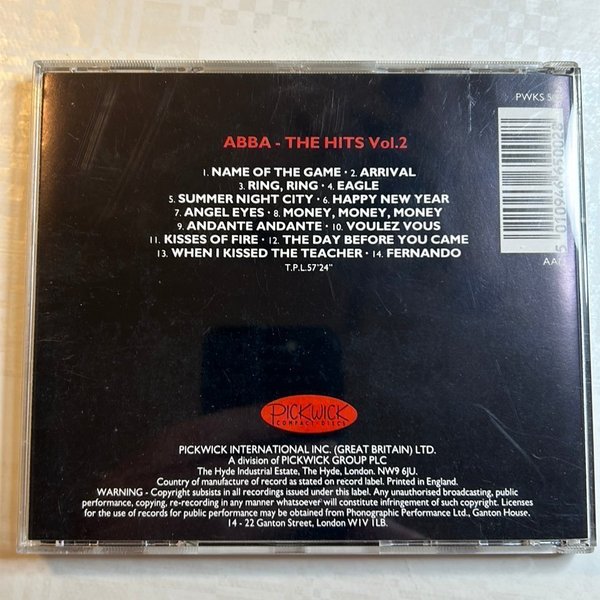 PWKS
ABBA - THE HITS Vol.2
1. NAME OF THE GAME · 2. ARRIVAL
3. RING, RING · 4. EAGLE
5. SUMMER NIGHT CITY · 6. HAPPY NEW YEAR
7. ANGEL EYES · 8. MONEY, MONEY, MONEY
9. ANDANTE ANDANTE · 10. VOULEZ VOUS
11. KISSES OF FIRE · 12. THE DAY BEFORE YOU CAME
13. WHEN I KISSED THE TEACHER · 14. FERNANDO
T.P.L.57'24"
PICKWICK
COMPACT DISCS
PICKWICK INTERNATIONAL INC. (GREAT BRITAIN) LTD.
A division of PICKWICK GROUP PLC
The Hyde Industrial Estate, The Hyde, London. NW9 6JU.
Country of manufacture of record as stated on record label. Printed in England.
WARNING - Copyright subsists in all recordings issued under this label. Any unauthorised broadcasting, public
performance, copying, re-recording in any manner whatsoever will constitute infringement of such copyright. Licenses
for the use of records for public performance may be obtained from Phonographic Performance Ltd., Ganton House.
14 - 22 Ganton Street, London W1V 1LB.